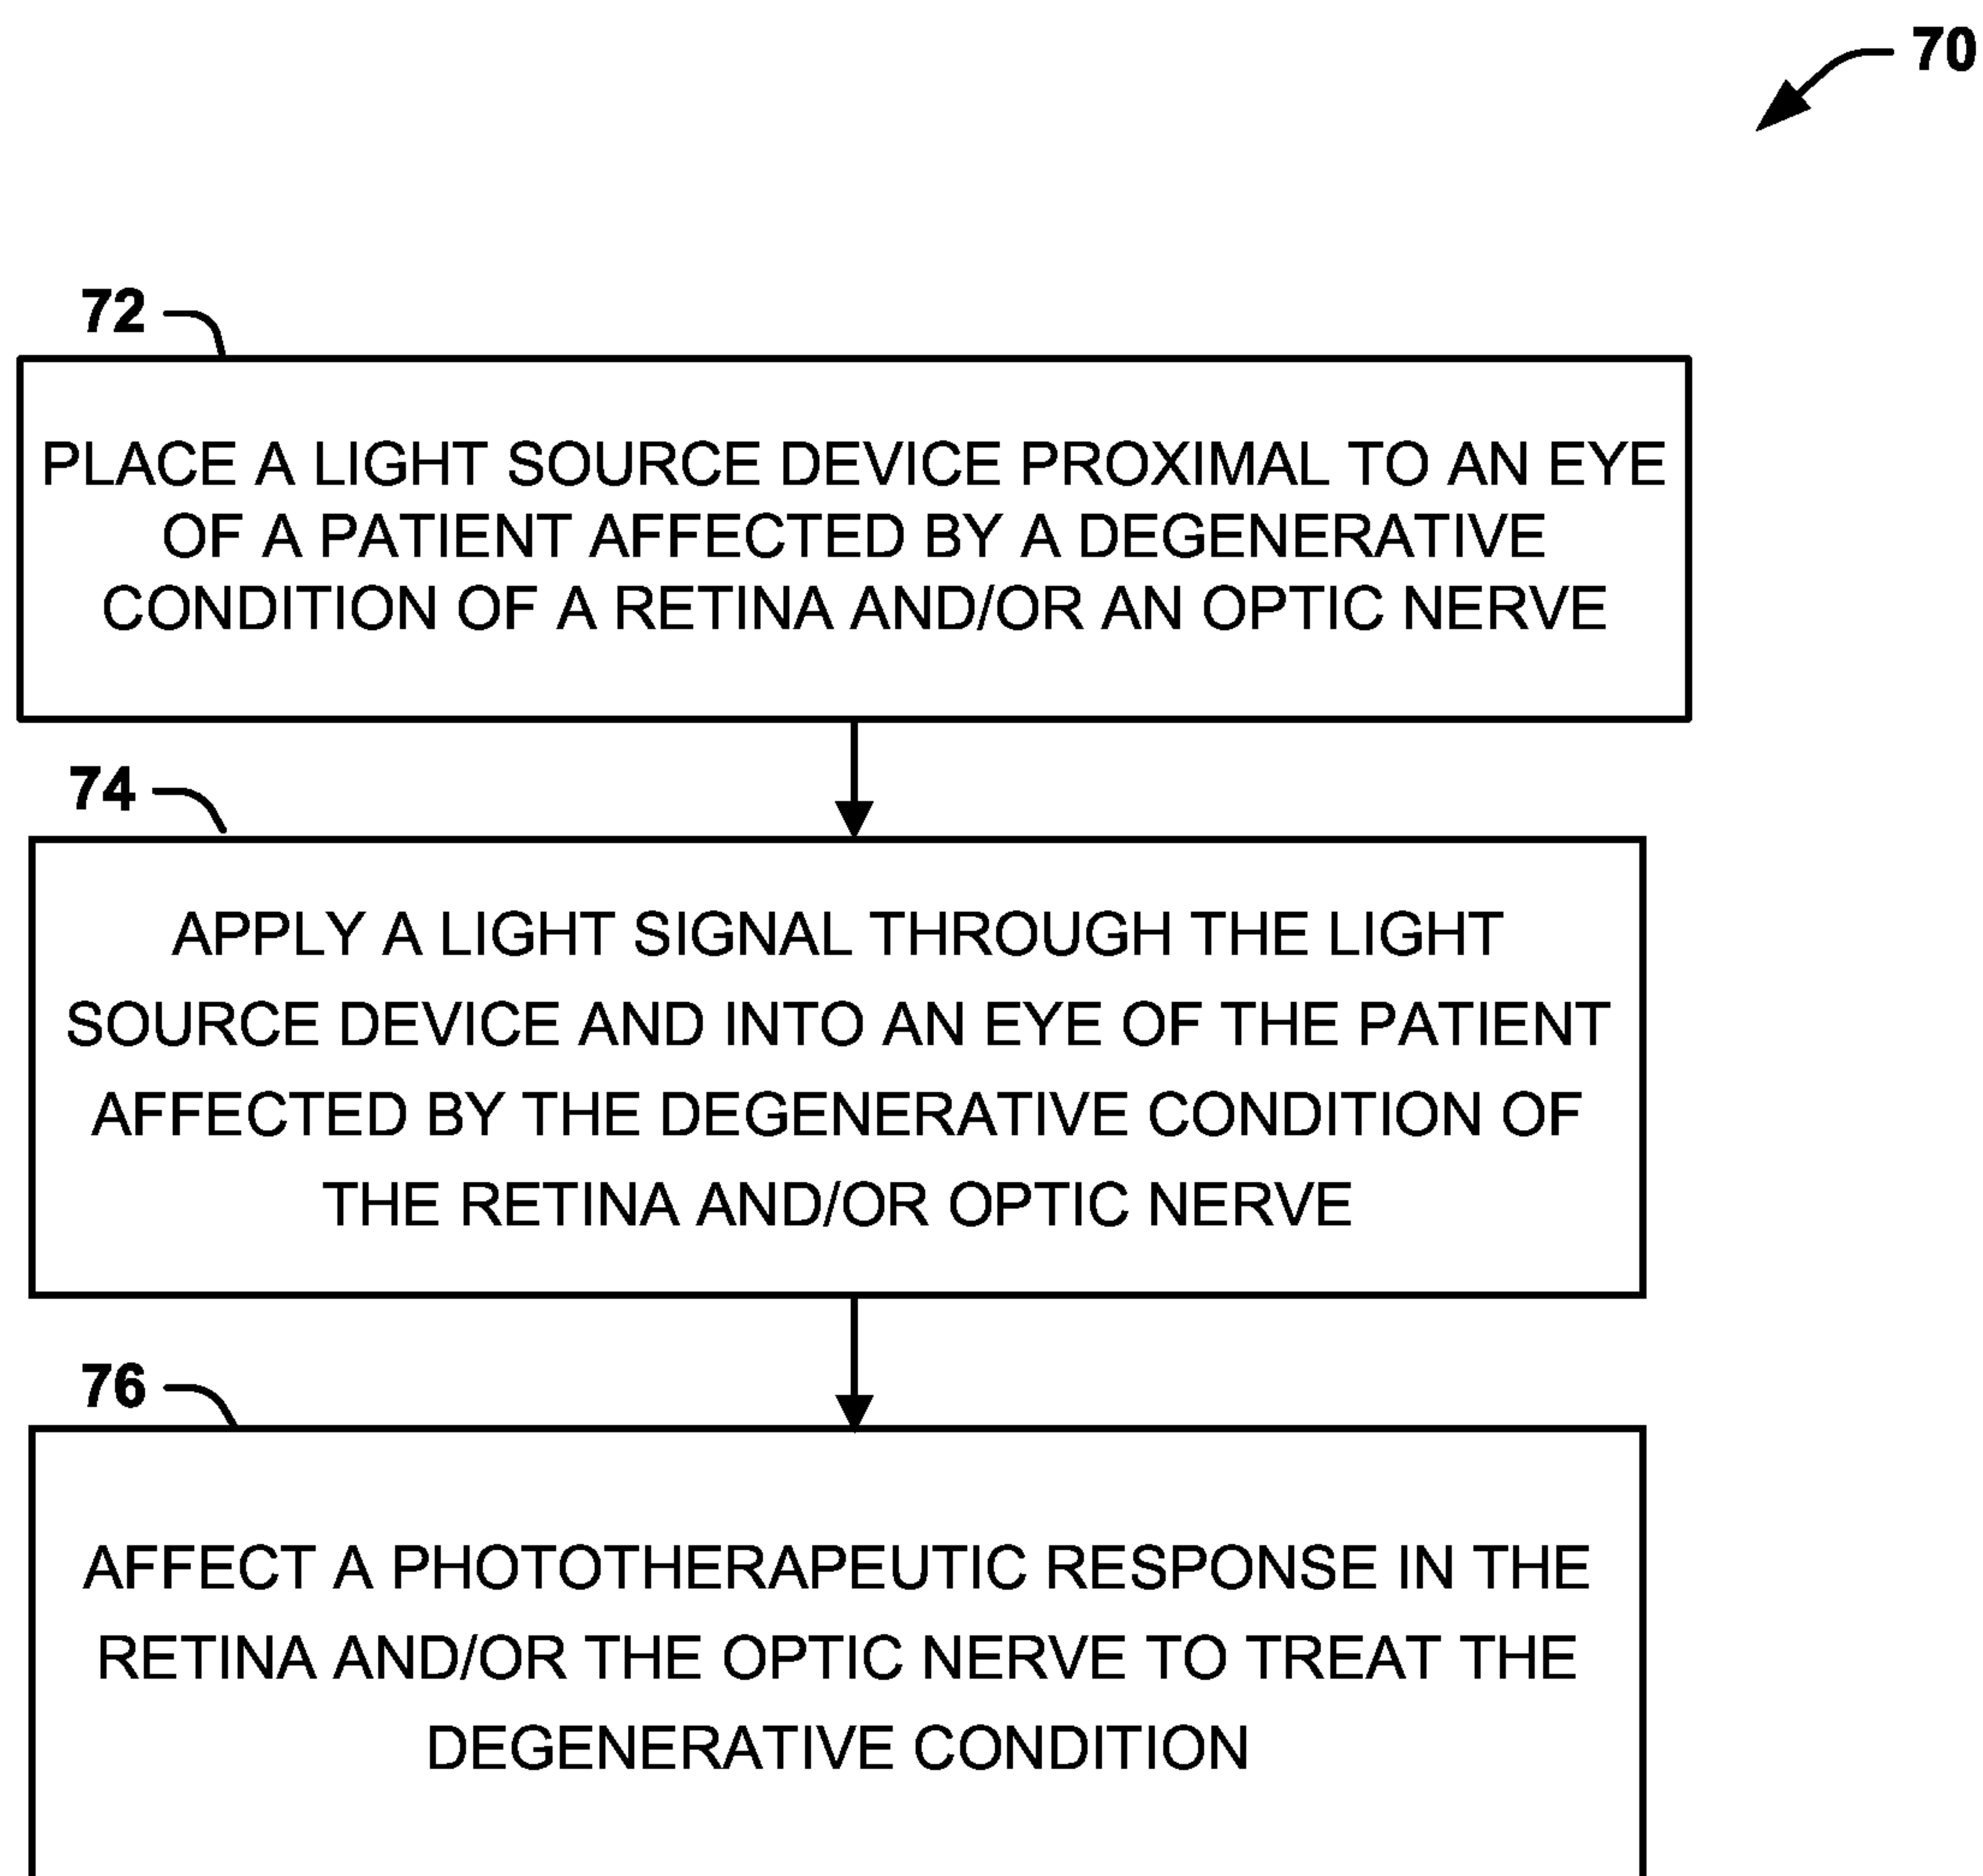 70
72
PLACE A LIGHT SOURCE DEVICE PROXIMAL TO AN EYE
OF A PATIENT AFFECTED BY A DEGENERATIVE
CONDITION OF A RETINA AND/OR AN OPTIC NERVE
74
APPLY A LIGHT SIGNAL THROUGH THE LIGHT
SOURCE DEVICE AND INTO AN EYE OF THE PATIENT
AFFECTED BY THE DEGENERATIVE CONDITION OF
THE RETINA AND/OR OPTIC NERVE
76
AFFECT A PHOTOTHERAPEUTIC RESPONSE IN THE
RETINA AND/OR THE OPTIC NERVE TO TREAT THE
DEGENERATIVE CONDITION